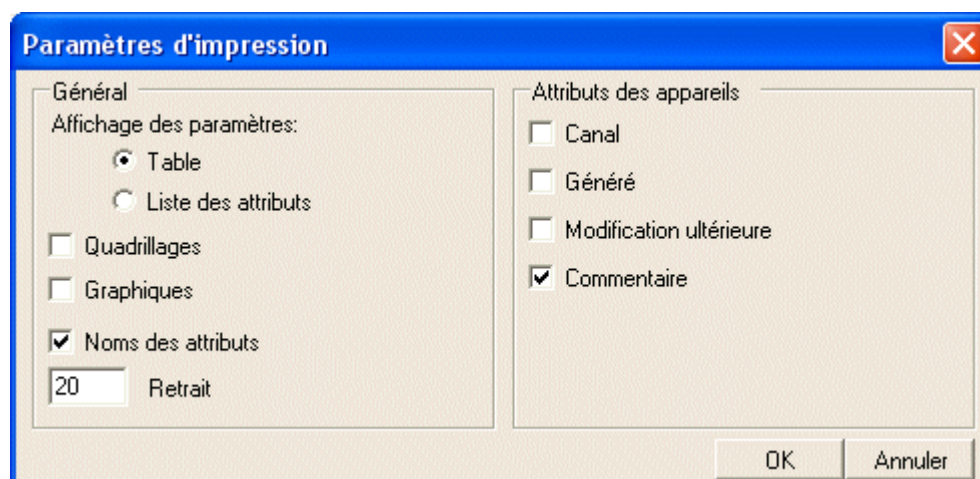 Paramètres d'impression
Général
Affichage des paramètres:
Table
Liste des attributs
Quadrillages
Graphiques
Noms des attributs
20 Retrait
Attributs des appareils
Canal
Généré
Modification ultérieure
Commentaire
OK Annuler